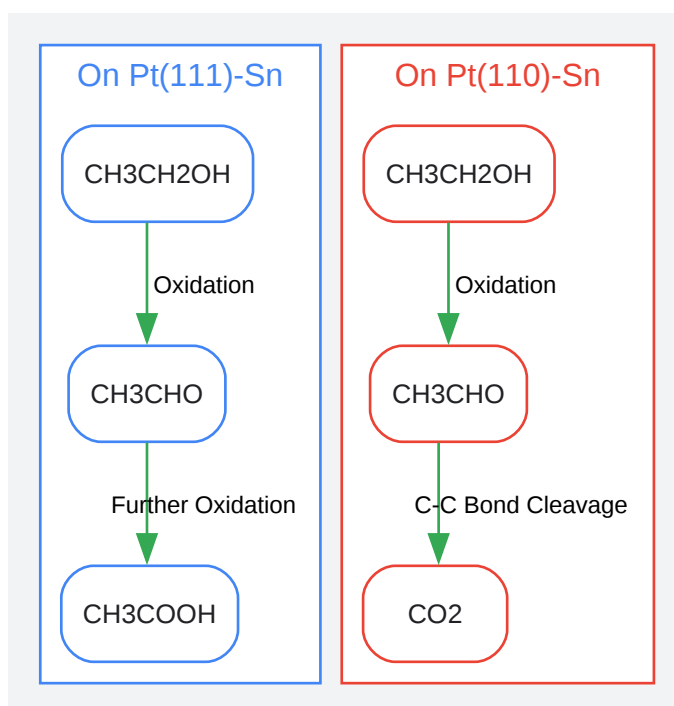 On Pt(111)-Sn
CH3CH2OH
Oxidation
CH3CHO
Further Oxidation
CH3COOH
On Pt(110)-Sn
CH3CH2OH
Oxidation
CH3CHO
C-C Bond Cleavage
CO2